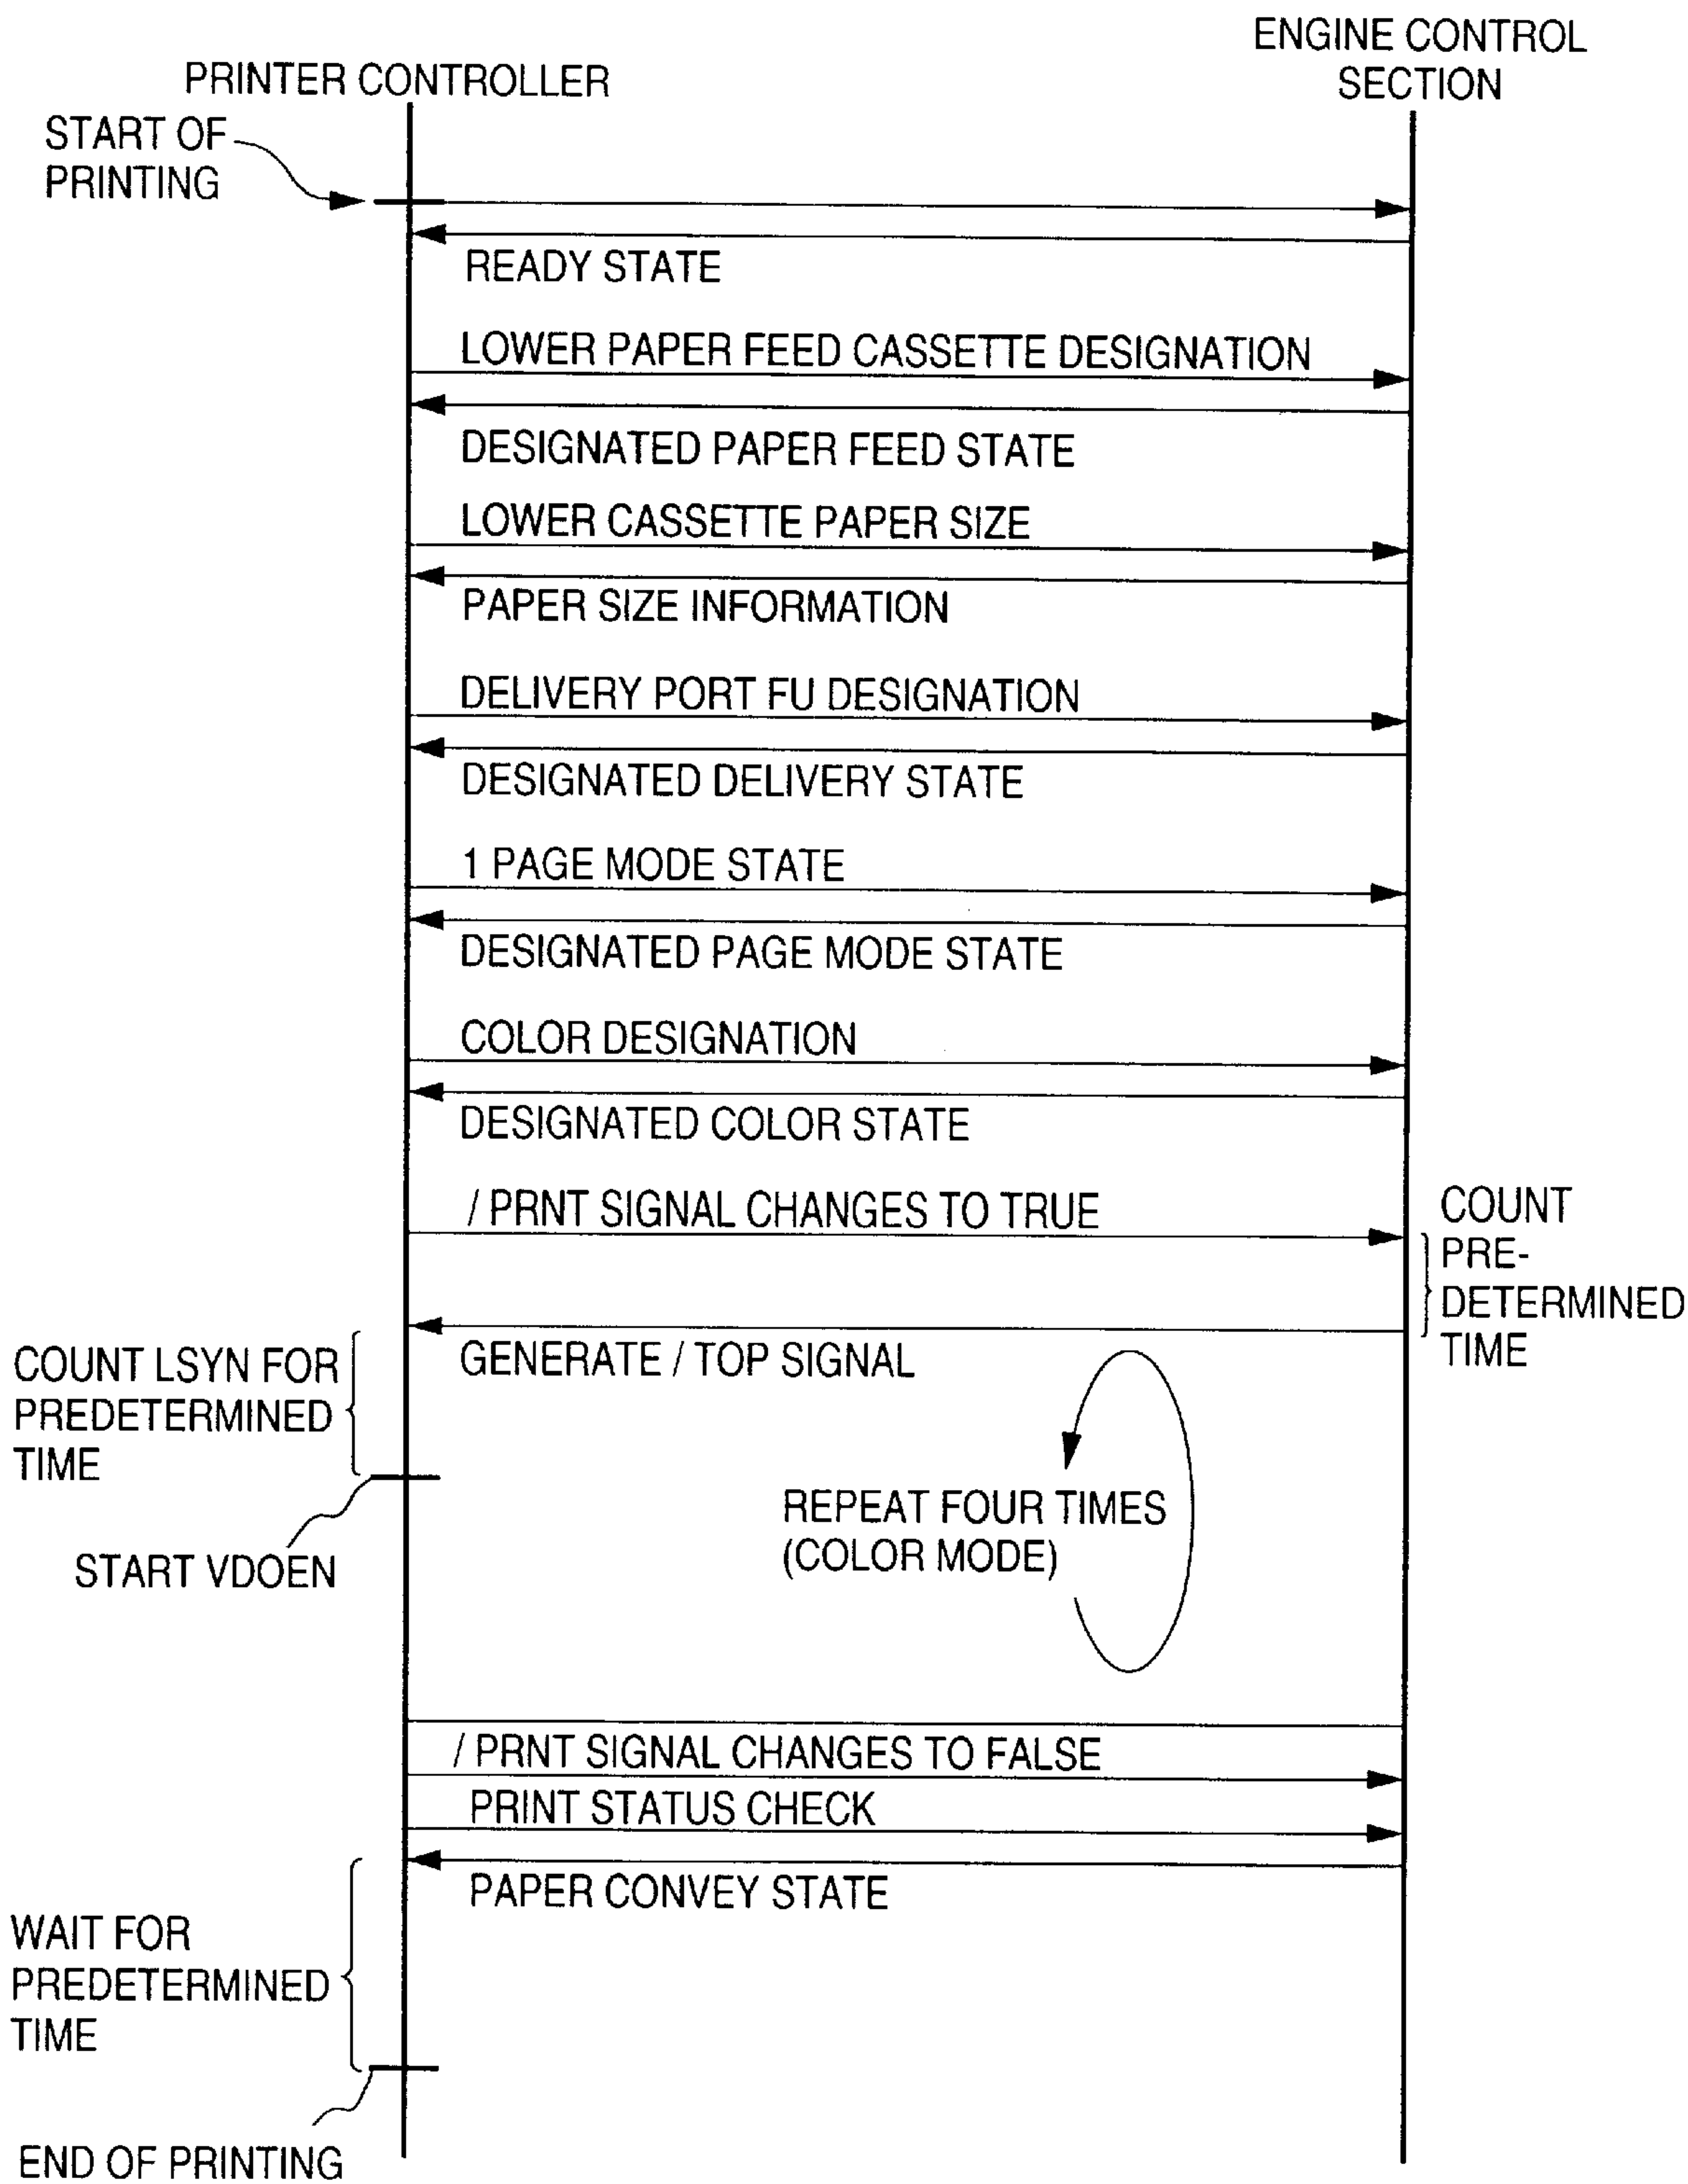 ENGINE CONTROL
SECTION
PRINTER CONTROLLER
START OF
PRINTING
READY STATE
LOWER PAPER FEED CASSETTE DESIGNATION
DESIGNATED PAPER FEED STATE
LOWER CASSETTE PAPER SIZE
PAPER SIZE INFORMATION
DELIVERY PORT FU DESIGNATION
DESIGNATED DELIVERY STATE
1 PAGE MODE STATE
DESIGNATED PAGE MODE STATE
COLOR DESIGNATION
DESIGNATED COLOR STATE
/ PRNT SIGNAL CHANGES TO TRUE
COUNT
PRE-
DETERMINED
TIME
GENERATE / TOP SIGNAL
COUNT LSYN FOR
PREDETERMINED
TIME
START VDOEN
REPEAT FOUR TIMES
(COLOR MODE)
/ PRNT SIGNAL CHANGES TO FALSE
PRINT STATUS CHECK
PAPER CONVEY STATE
WAIT FOR
PREDETERMINED
TIME
END OF PRINTING